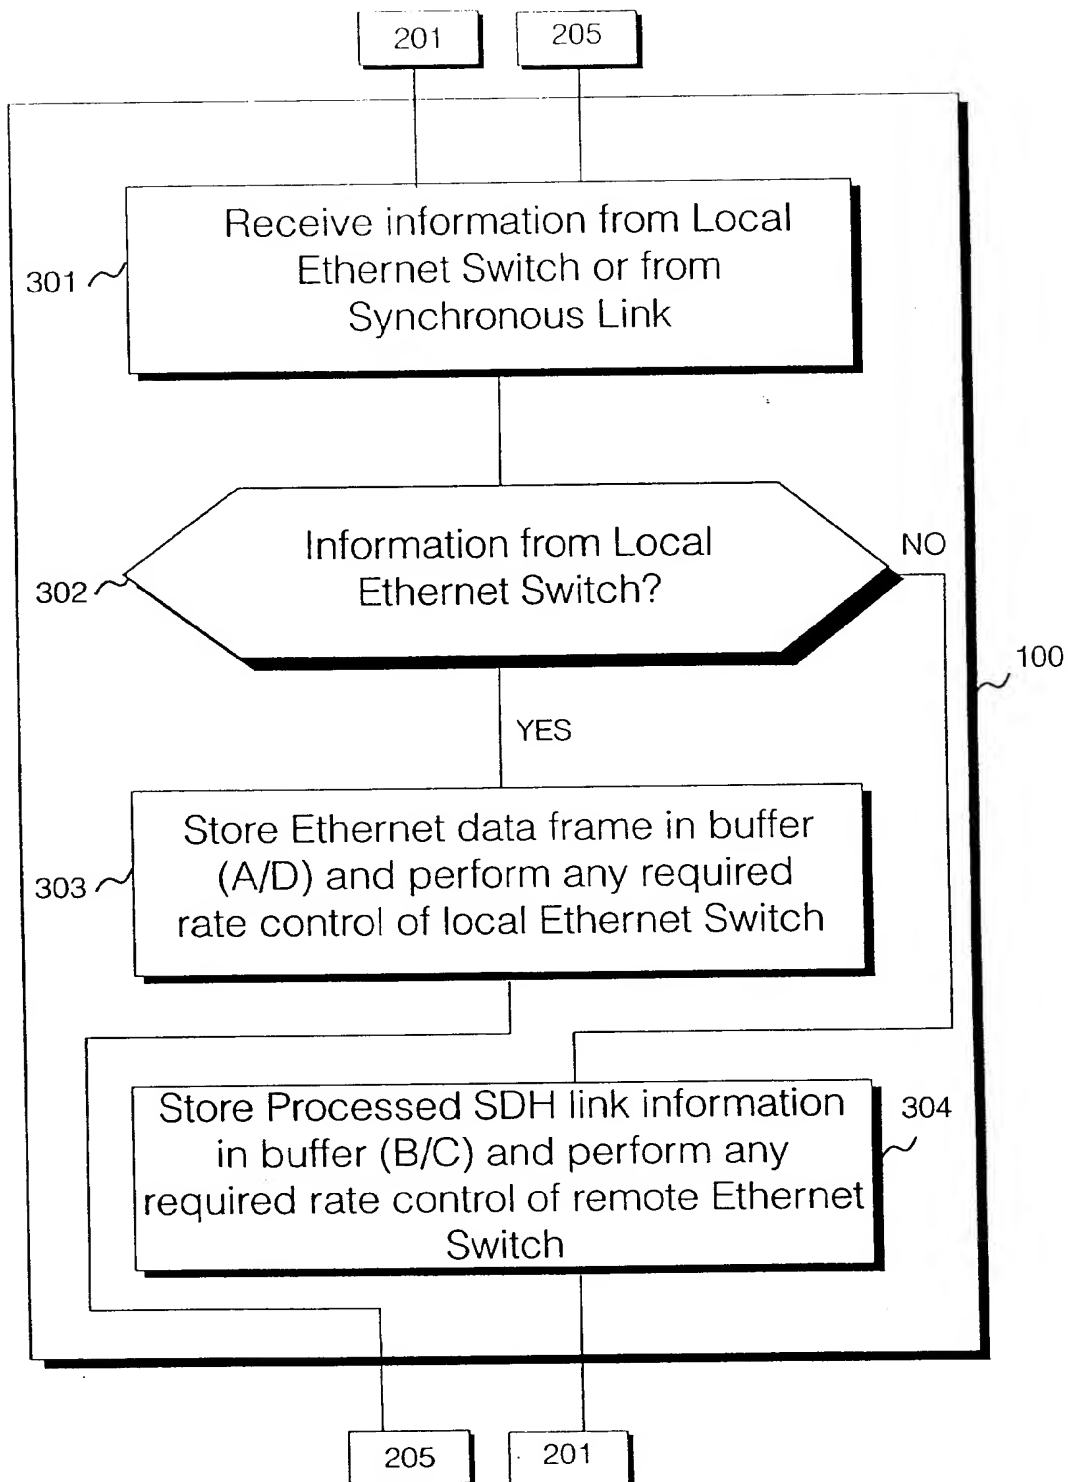 201
205
Receive information from Local
Ethernet Switch or from
Synchronous Link
301
Information from Local
Ethernet Switch?
NO
302
100
YES
Store Ethernet data frame in buffer
(A/D) and perform any required
rate control of local Ethernet Switch
303
Store Processed SDH link information
in buffer (B/C) and perform any
required rate control of remote Ethernet
Switch
304
205
201